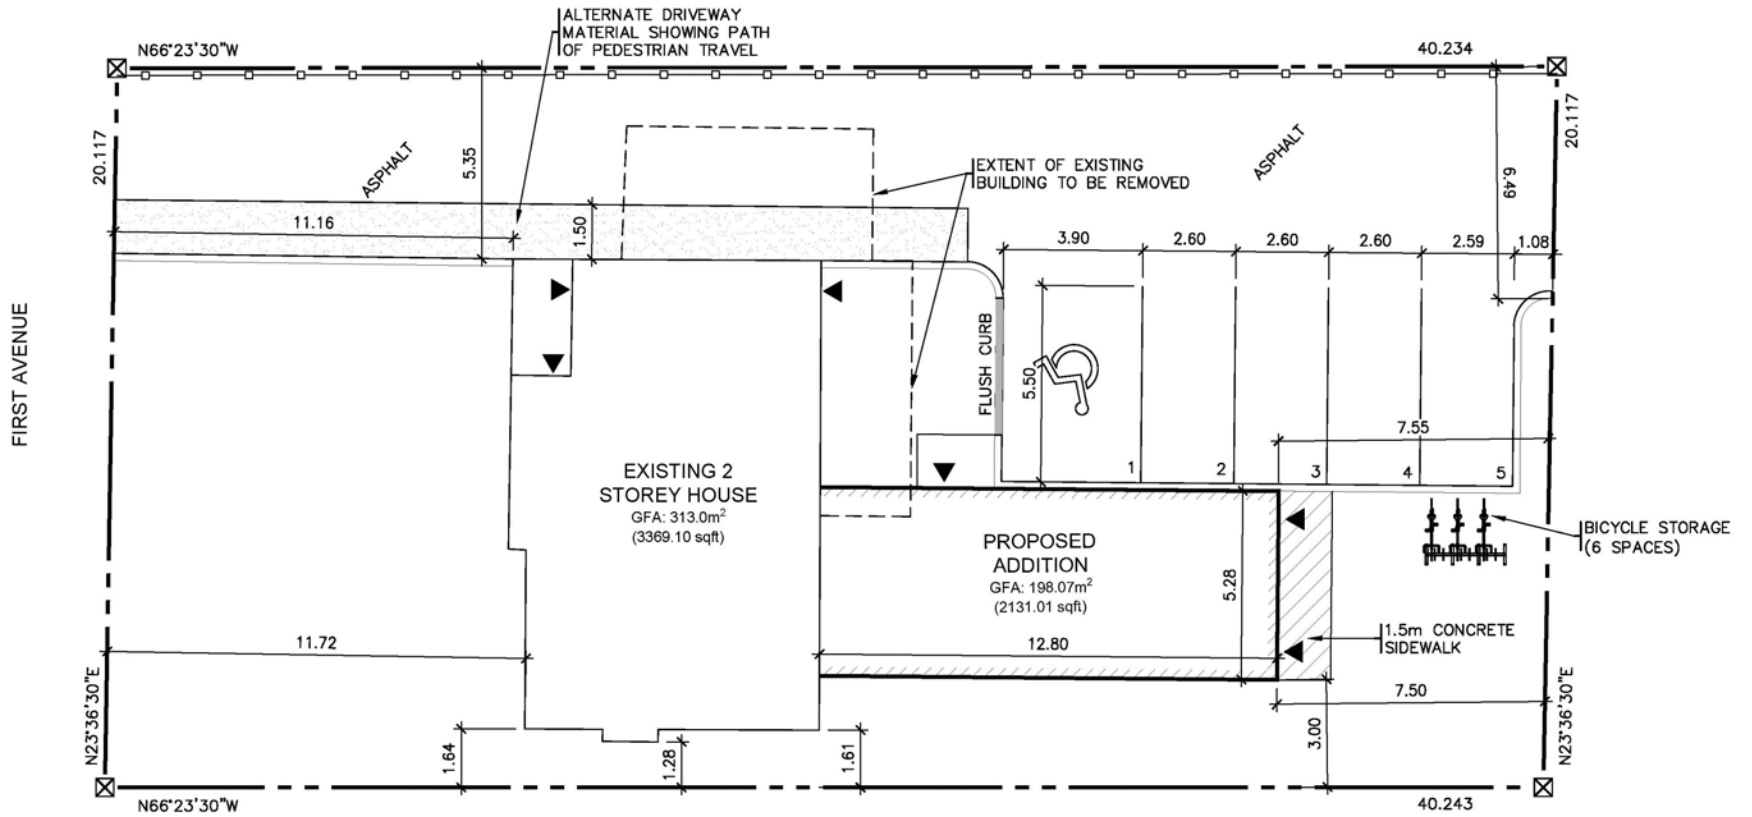 ALTERNATE DRIVEWAY
MATERIAL SHOWING PATH
OF PEDESTRIAN TRAVEL
N66°23'30"W
40.234
20.117
20.117
ASPHALT
5.35
ASPHALT
6.49
EXTENT OF EXISTING
BUILDING TO BE REMOVED
11.16
1.50
3.90
2.60
2.60
2.60
2.59
1.08
FIRST AVENUE
FLUSH CURB
5.50
7.55
1
2
3
4
5
EXISTING 2
STOREY HOUSE
GFA: 313.0m²
(3369.10 sqft)
PROPOSED
ADDITION
GFA: 198.07m²
(2131.01 sqft)
5.28
BICYCLE STORAGE
(6 SPACES)
11.72
12.80
1.5m CONCRETE
SIDEWALK
7.50
N23°36'30"E
N23°36'30"E
1.64
1.28
1.61
3.00
N66°23'30"W
40.243